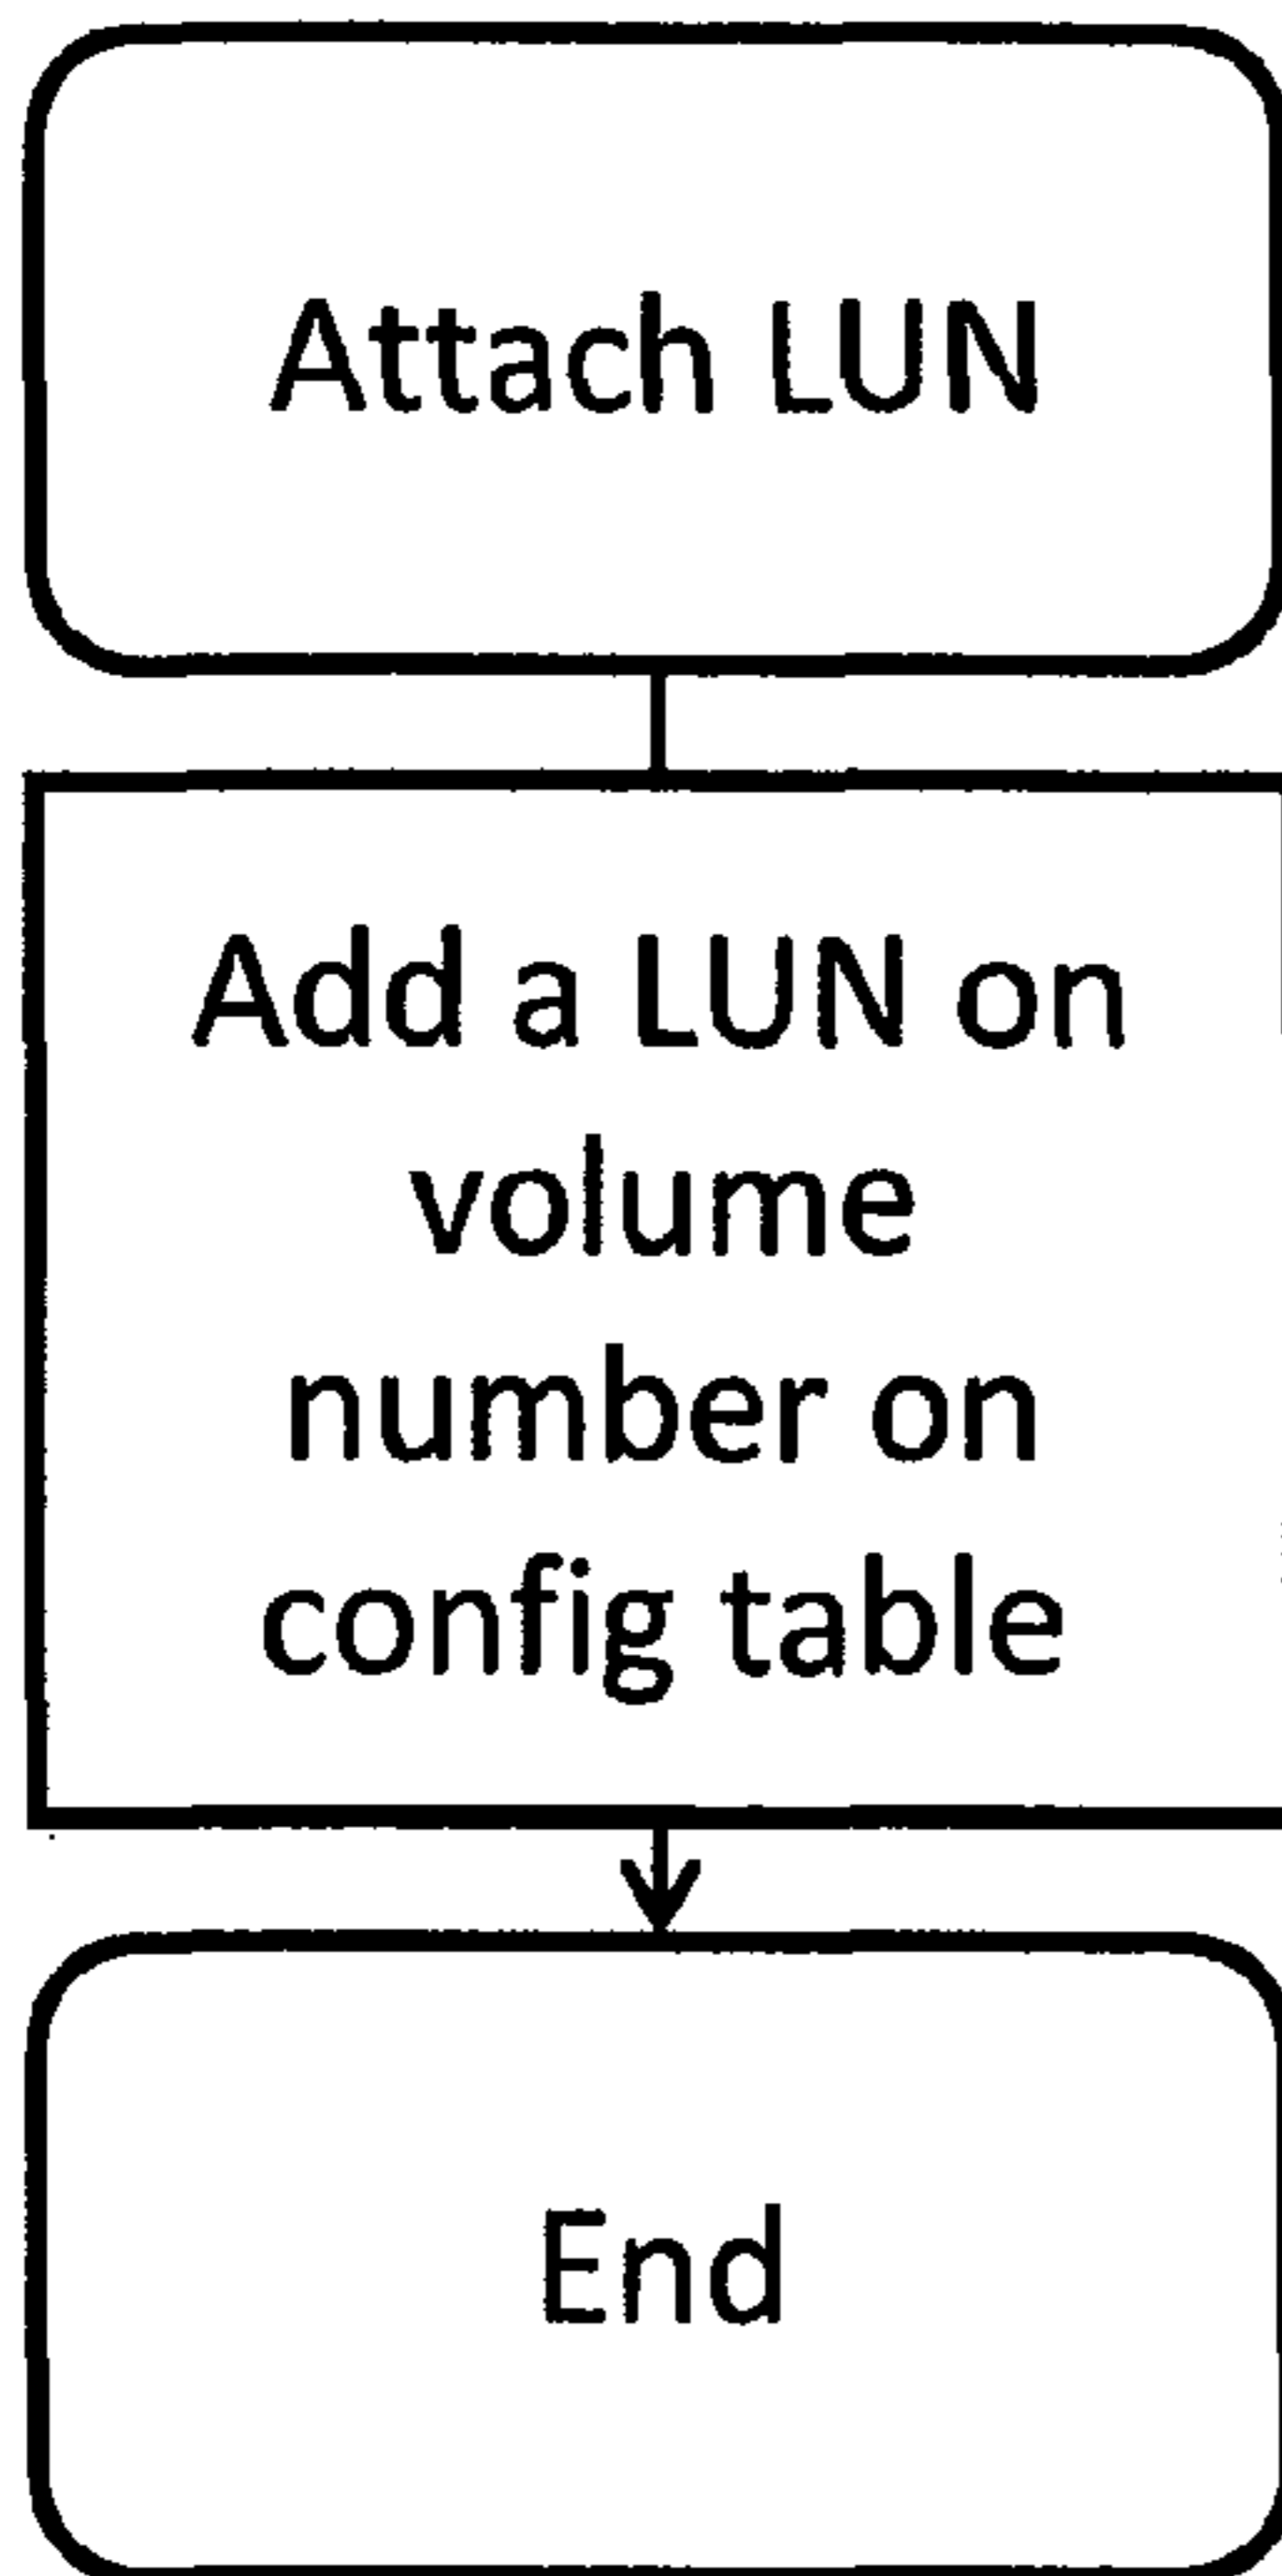 Attach LUN
Add a LUN on
volume
number on
config table
End